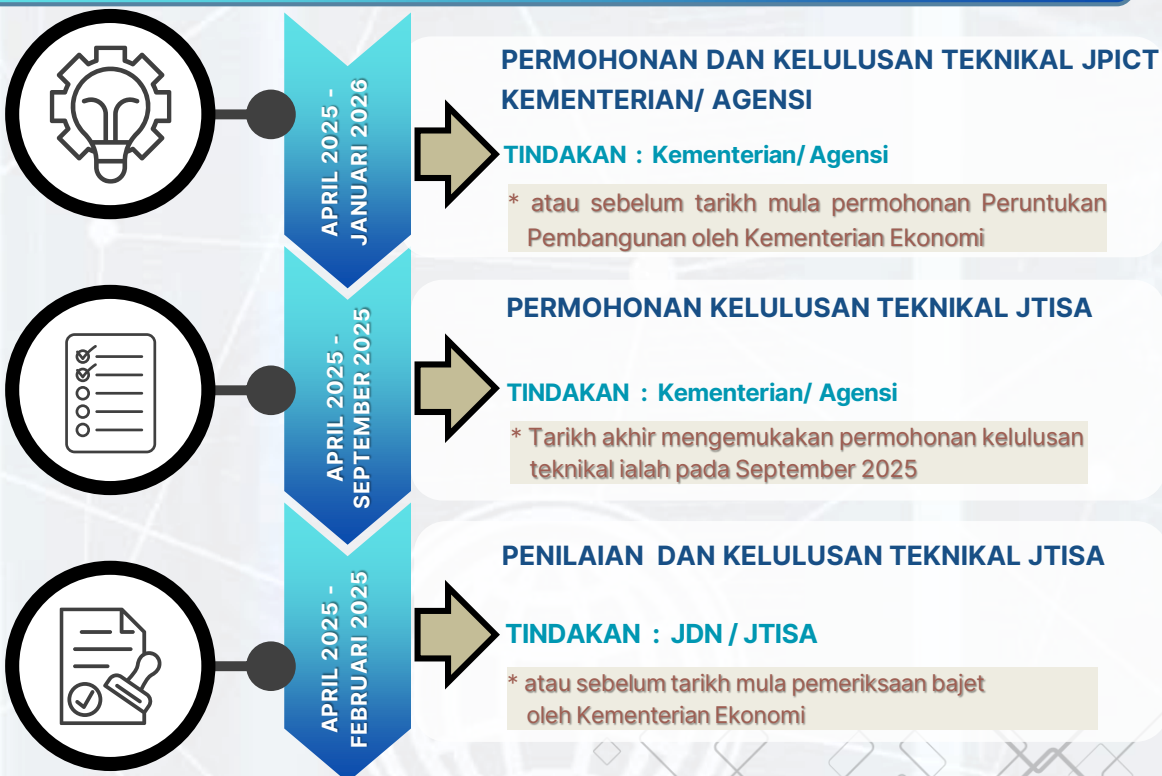 APRIL 2025 -
JANUARI 2026
PERMOHONAN DAN KELULUSAN TEKNIKAL JPICT
KEMENTERIAN/ AGENSI
TINDAKAN : Kementerian/ Agensi
* atau sebelum tarikh mula permohonan Peruntukan
Pembangunan oleh Kementerian Ekonomi
APRIL 2025 -
SEPTEMBER 2025
PERMOHONAN KELULUSAN TEKNIKAL JTISA
TINDAKAN : Kementerian/ Agensi
* Tarikh akhir mengemukakan permohonan kelulusan
teknikal ialah pada September 2025
APRIL 2025 -
FEBRUARI 2025
PENILAIAN DAN KELULUSAN TEKNIKAL JTISA
TINDAKAN : JDN / JTISA
* atau sebelum tarikh mula pemeriksaan bajet
oleh Kementerian Ekonomi